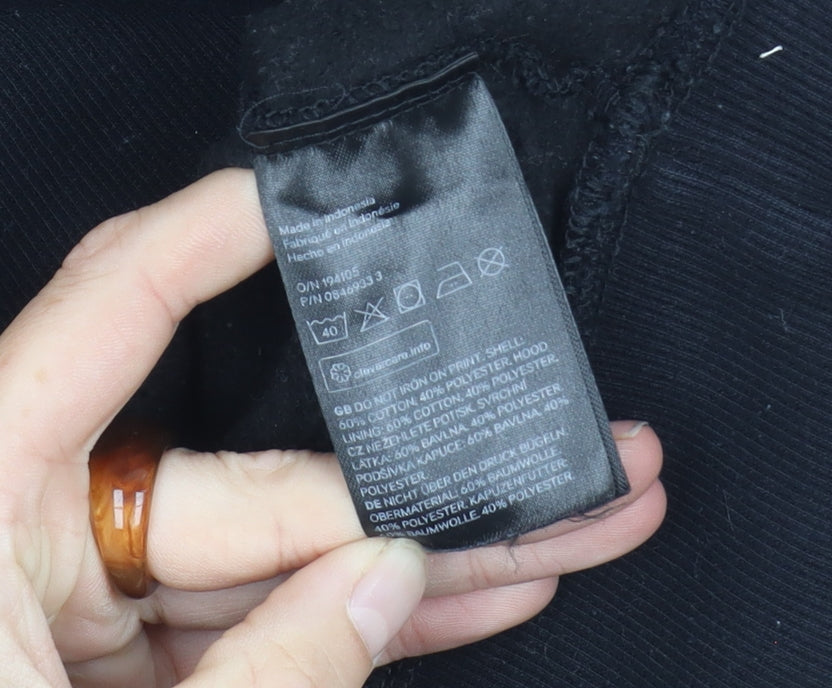 Made in Indonesia
Fabriqué en Indonésie
Hecho en Indonesia
O/N 194105
P/N 0846933 3
40
clevercare.info
GB DO NOT IRON ON PRINT. SHELL:
60% COTTON, 40% POLYESTER. HOOD
LINING: 60% COTTON, 40% POLYESTER.
CZ NEŽEHLETE POTISK. SVRCHNÍ
LÁTKA: 60% BAVLNA, 40% POLYESTER.
PODŠÍVKA KAPUCE: 60% BAVLNA, 40%
POLYESTER.
DE NICHT ÜBER DEN DRUCK BÜGELN.
OBERMATERIAL: 60% BAUMWOLLE,
40% POLYESTER. KAPUZENFUTTER:
60% BAUMWOLLE, 40% POLYESTER.